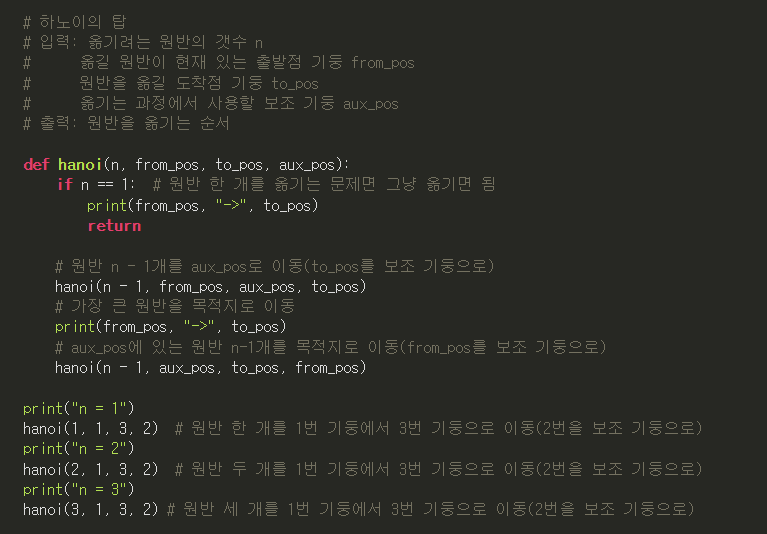 # 하노이의 탑
# 입력: 옮기려는 원반의 갯수 n
#      옮길 원반이 현재 있는 출발점 기둥 from_pos
#      원반을 옮길 도착점 기둥 to_pos
#      옮기는 과정에서 사용할 보조 기둥 aux_pos
# 출력: 원반을 옮기는 순서

def hanoi(n, from_pos, to_pos, aux_pos):
    if n == 1:  # 원반 한 개를 옮기는 문제면 그냥 옮기면 됨
        print(from_pos, "->", to_pos)
        return

    # 원반 n - 1개를 aux_pos로 이동(to_pos를 보조 기둥으로)
    hanoi(n - 1, from_pos, aux_pos, to_pos)
    # 가장 큰 원반을 목적지로 이동
    print(from_pos, "->", to_pos)
    # aux_pos에 있는 원반 n-1개를 목적지로 이동(from_pos를 보조 기둥으로)
    hanoi(n - 1, aux_pos, to_pos, from_pos)

print("n = 1")
hanoi(1, 1, 3, 2)  # 원반 한 개를 1번 기둥에서 3번 기둥으로 이동(2번을 보조 기둥으로)
print("n = 2")
hanoi(2, 1, 3, 2)  # 원반 두 개를 1번 기둥에서 3번 기둥으로 이동(2번을 보조 기둥으로)
print("n = 3")
hanoi(3, 1, 3, 2) # 원반 세 개를 1번 기둥에서 3번 기둥으로 이동(2번을 보조 기둥으로)